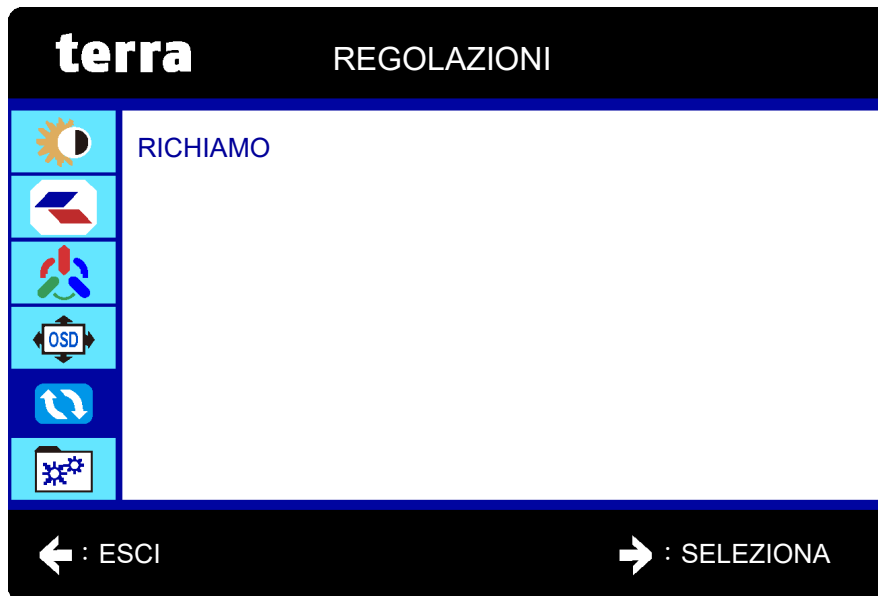 terra REGOLAZIONI
RICHIAMO
OSD
: ESCI : SELEZIONA